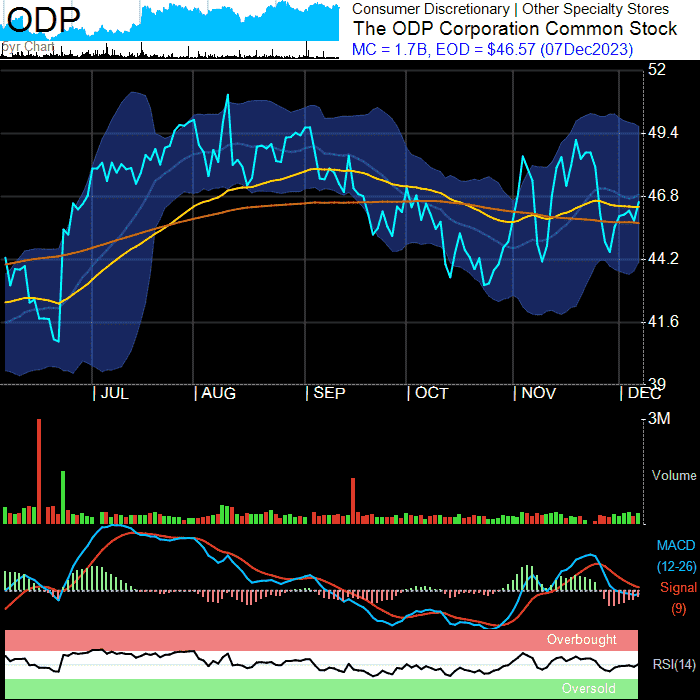 ODP
5yr Chart
Consumer Discretionary | Other Specialty Stores
The ODP Corporation Common Stock
MC = 1.7B, EOD = $46.57 (07Dec2023)
52
49.4
46.8
44.2
41.6
39
JUL
AUG
SEP
OCT
NOV
DEC
3M
Volume
MACD
(12-26)
Signal
(9)
Overbought
RSI(14)
Oversold